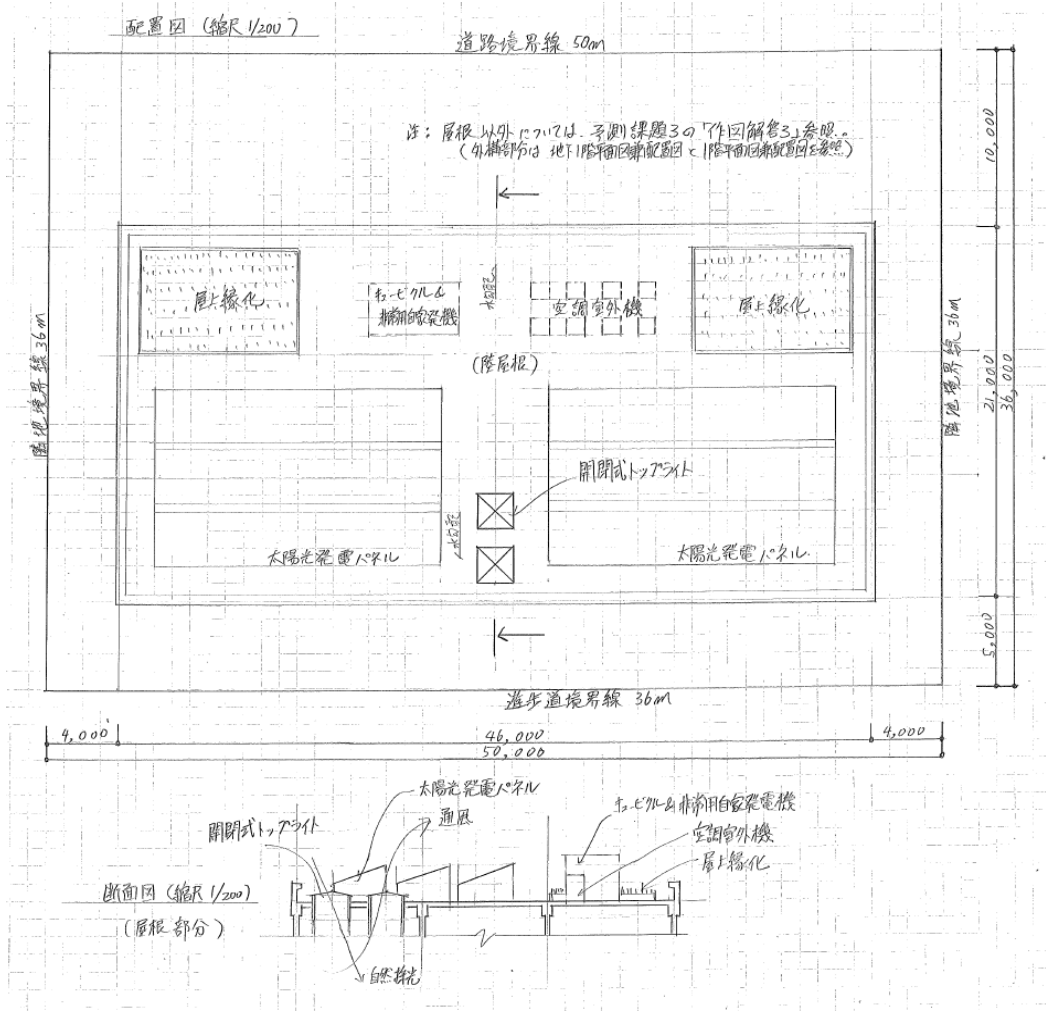 配置図 (縮尺 1/200)
道路境界線 50m
注: 屋根以外については、予測課題3の「作図解答3」参照。
(外構部分は 地下1階平面図兼配置図と1階平面図兼配置図を参照)
10,000
屋上緑化
キュービクル&
非常用自家発電機
水勾配
空調室外機
屋上緑化
(陸屋根)
隣地境界線 36m
隣地境界線 36m
21,000
36,000
開閉式トップライト
水勾配
太陽光発電パネル
太陽光発電パネル
5,000
遊歩道境界線 36m
4,000
46,000
4,000
50,000
太陽光発電パネル
通風
開閉式トップライト
キュービクル&非常用自家発電機
空調室外機
屋上緑化
断面図 (縮尺 1/200)
(屋根部分)
自然採光